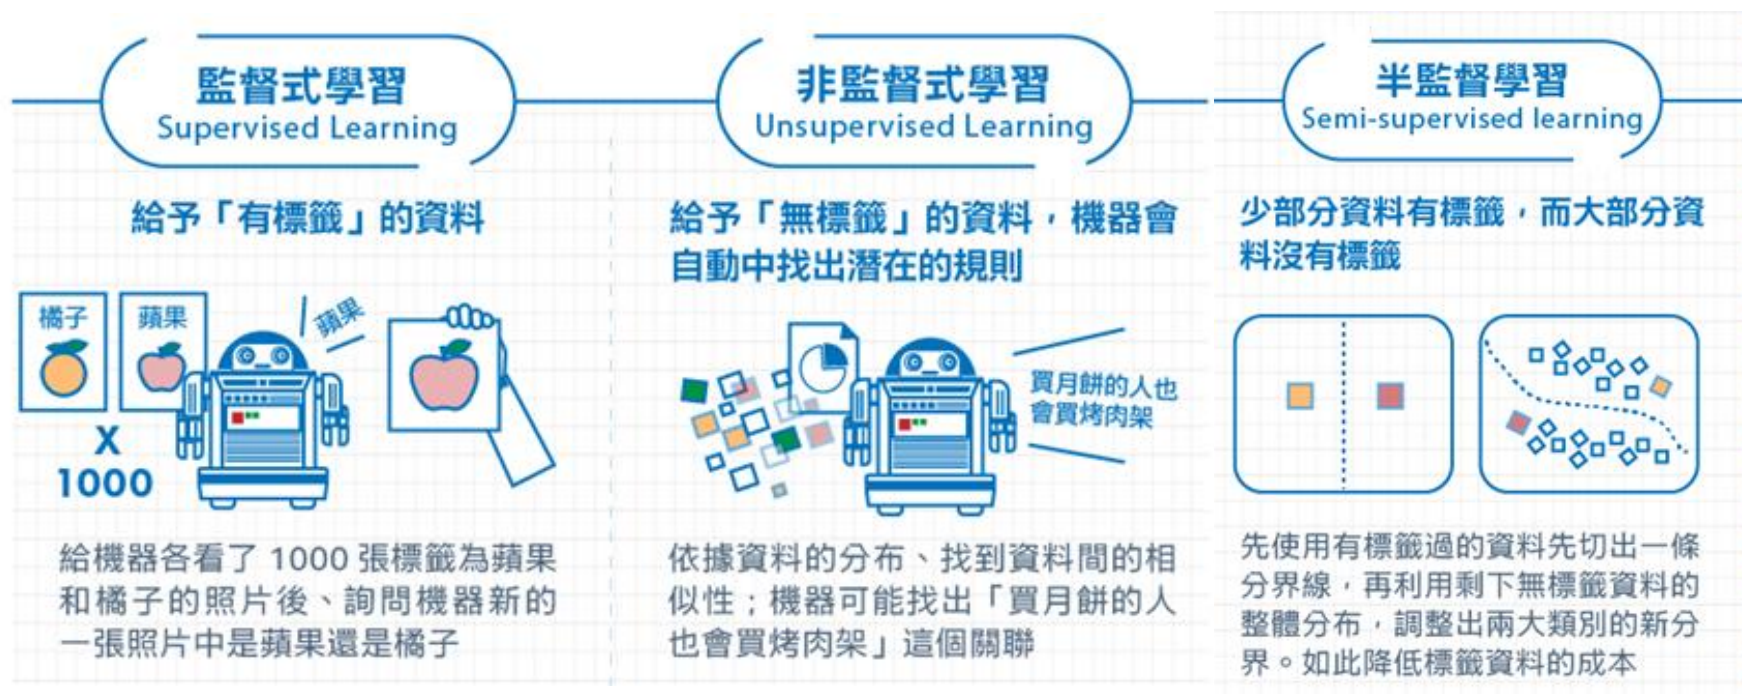 監督式學習
Supervised Learning
給予「有標籤」的資料
橘子
蘋果
蘋果
X
1000
給機器各看了 1000 張標籤為蘋果
和橘子的照片後、詢問機器新的
一張照片中是蘋果還是橘子
非監督式學習
Unsupervised Learning
給予「無標籤」的資料，機器會
自動中找出潛在的規則
買月餅的人也
會買烤肉架
依據資料的分布、找到資料間的相
似性；機器可能找出「買月餅的人
也會買烤肉架」這個關聯
半監督學習
Semi-supervised learning
少部分資料有標籤，而大部分資
料沒有標籤
先使用有標籤過的資料先切出一條
分界線，再利用剩下無標籤資料的
整體分布，調整出兩大類別的新分
界。如此降低標籤資料的成本